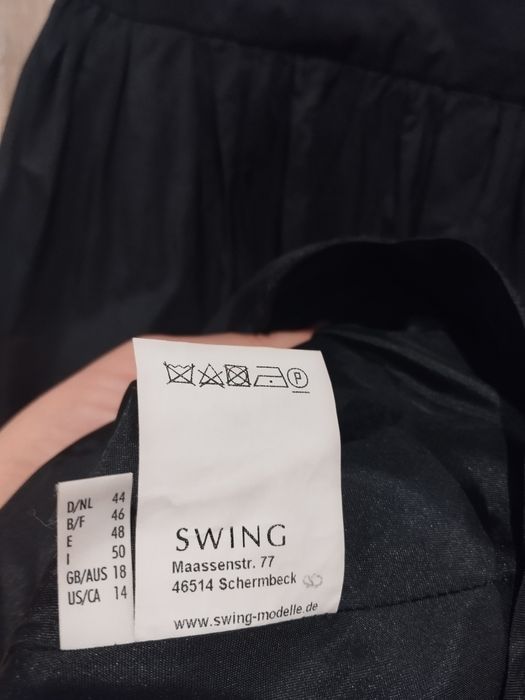 P
SWING
Maassenstr. 77
46514 Schermbeck
www.swing-modelle.de
D/NL 44
B/F 46
E 48
I 50
GB/AUS 18
US/CA 14